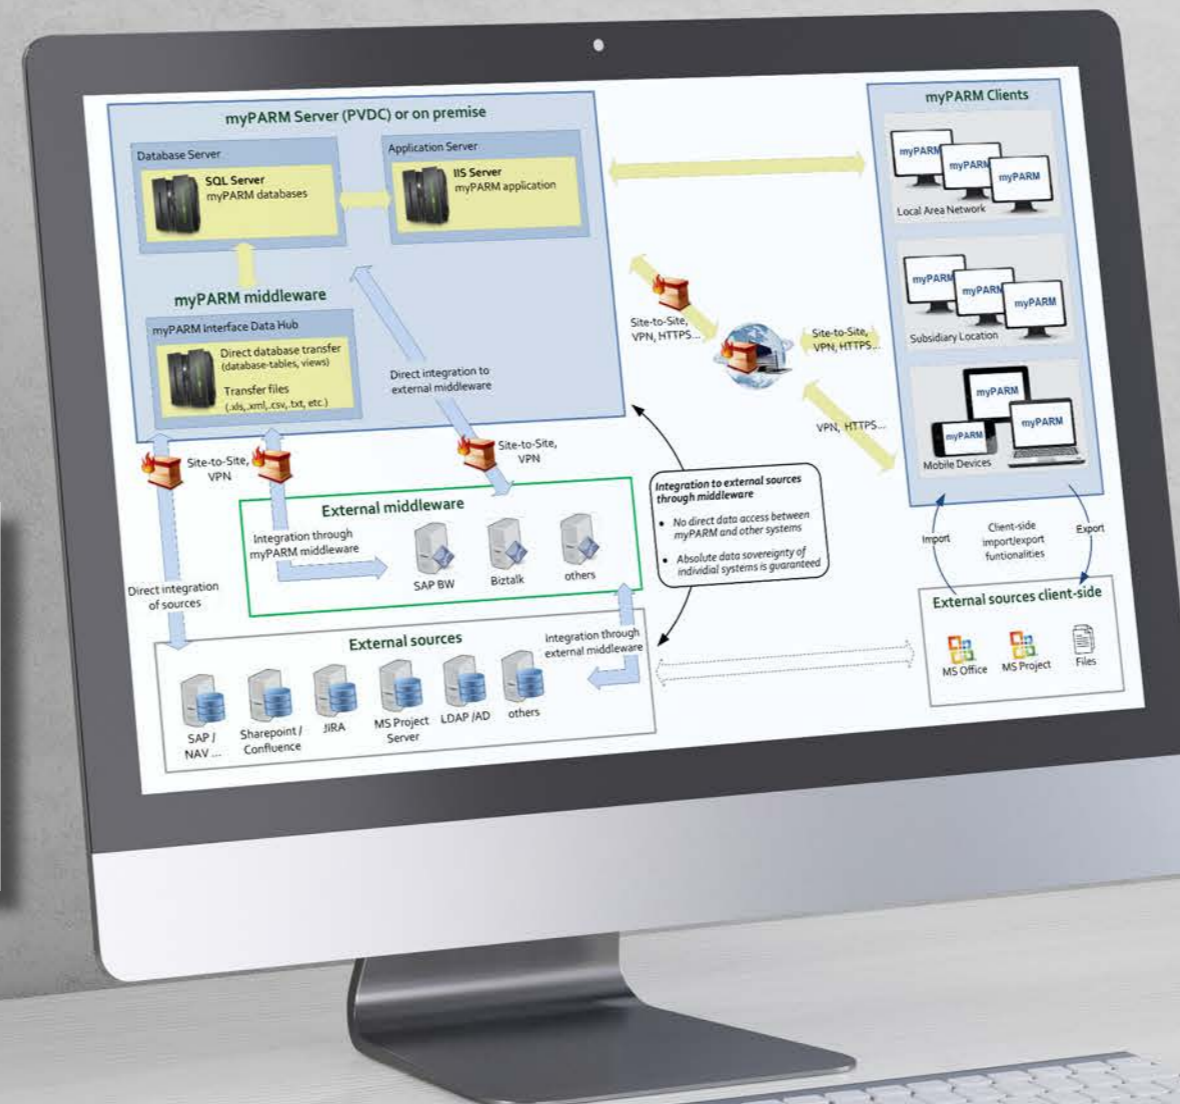 myPARM Server (PVDC) or on premise
Database Server
SQL Server
myPARM databases
Application Server
IIS Server
myPARM application
myPARM middleware
myPARM Interface Data Hub
Direct database transfer
(database-tables, views)
Transfer files
(.xls,.xml,.csv,.txt, etc.)
Direct integration to
external middleware
Site-to-Site,
VPN, HTTPS...
Site-to-Site,
VPN, HTTPS...
VPN, HTTPS...
myPARM Clients
myPARM
myPARM
myPARM
Local Area Network
myPARM
myPARM
myPARM
Subsidiary Location
myPARM
myPARM
myPARM
Mobile Devices
Site-to-Site,
VPN
Site-to-Site,
VPN
External middleware
Integration through
myPARM middleware
SAP BW
Biztalk
others
Direct integration
of sources
Integration to external sources
through middleware
• No direct data access between
myPARM and other systems
• Absolute data sovereignty of
individial systems is guaranteed
Import
Client-side
import/export
funtionalities
Export
External sources
Integration through
external middleware
SAP /
NAV ...
Sharepoint /
Confluence
JIRA
MS Project
Server
LDAP /AD
others
External sources client-side
MS Office
MS Project
Files